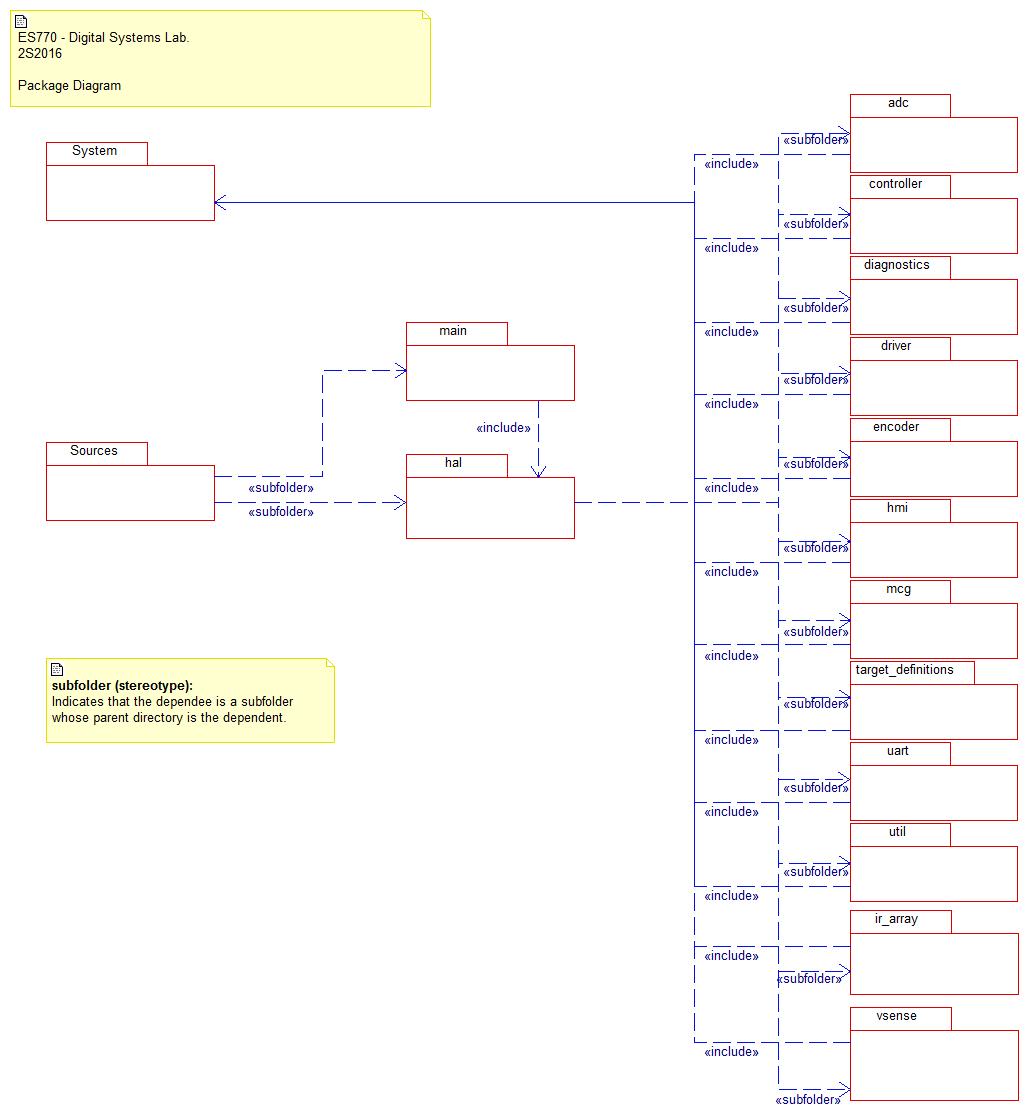 ES770 - Digital Systems Lab.
2S2016
Package Diagram
adc
«subfolder»
System
«include»
controller
«subfolder»
«include»
diagnostics
«subfolder»
main
«include»
driver
«subfolder»
«include»
«include»
encoder
Sources
hal
«subfolder»
«subfolder»
«include»
«subfolder»
hmi
«subfolder»
«include»
mcg
«subfolder»
«include»
subfolder (stereotype):
Indicates that the dependee is a subfolder
whose parent directory is the dependent.
target_definitions
«subfolder»
«include»
uart
«subfolder»
«include»
util
«subfolder»
«include»
ir_array
«include»
«subfolder»
vsense
«include»
«subfolder»